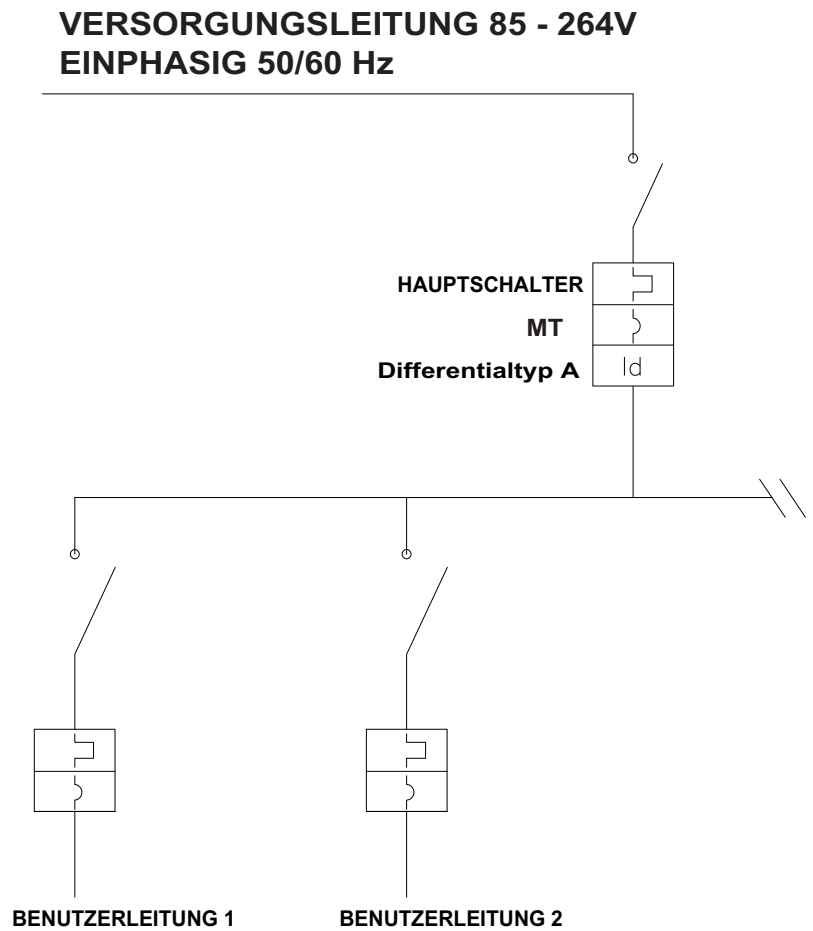 VERSORGUNGSLEITUNG 85 - 264V
EINPHASIG 50/60 Hz
HAUPTSCHALTER
MT
Differentialtyp A
Id
BENUTZERLEITUNG 1
BENUTZERLEITUNG 2